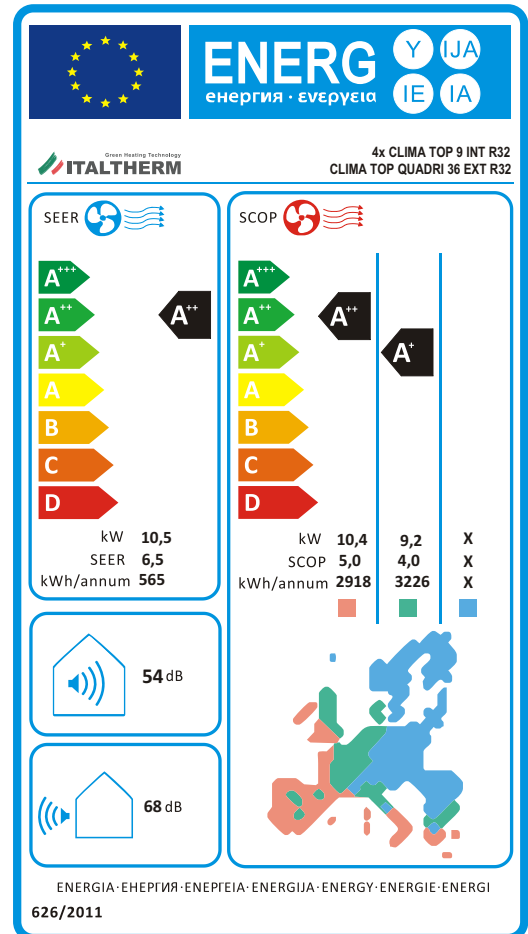 ENERG
енергия · ενεργεια
Y IJA
IE IA
Green Heating Technology
ITALTHERM
4x CLIMA TOP 9 INT R32
CLIMA TOP QUADRI 36 EXT R32
SEER
A+++
A++
A+
A
B
C
D
A++
kW 10,5
SEER 6,5
kWh/annum 565
SCOP
A+++
A++
A+
A
B
C
D
A++
A+
kW 10,4 9,2 X
SCOP 5,0 4,0 X
kWh/annum 2918 3226 X
54 dB
68 dB
ENERGIA·ЕНЕРГИЯ·ΕΝΕΡΓΕΙΑ·ENERGIJA·ENERGY·ENERGIE·ENERGI
626/2011